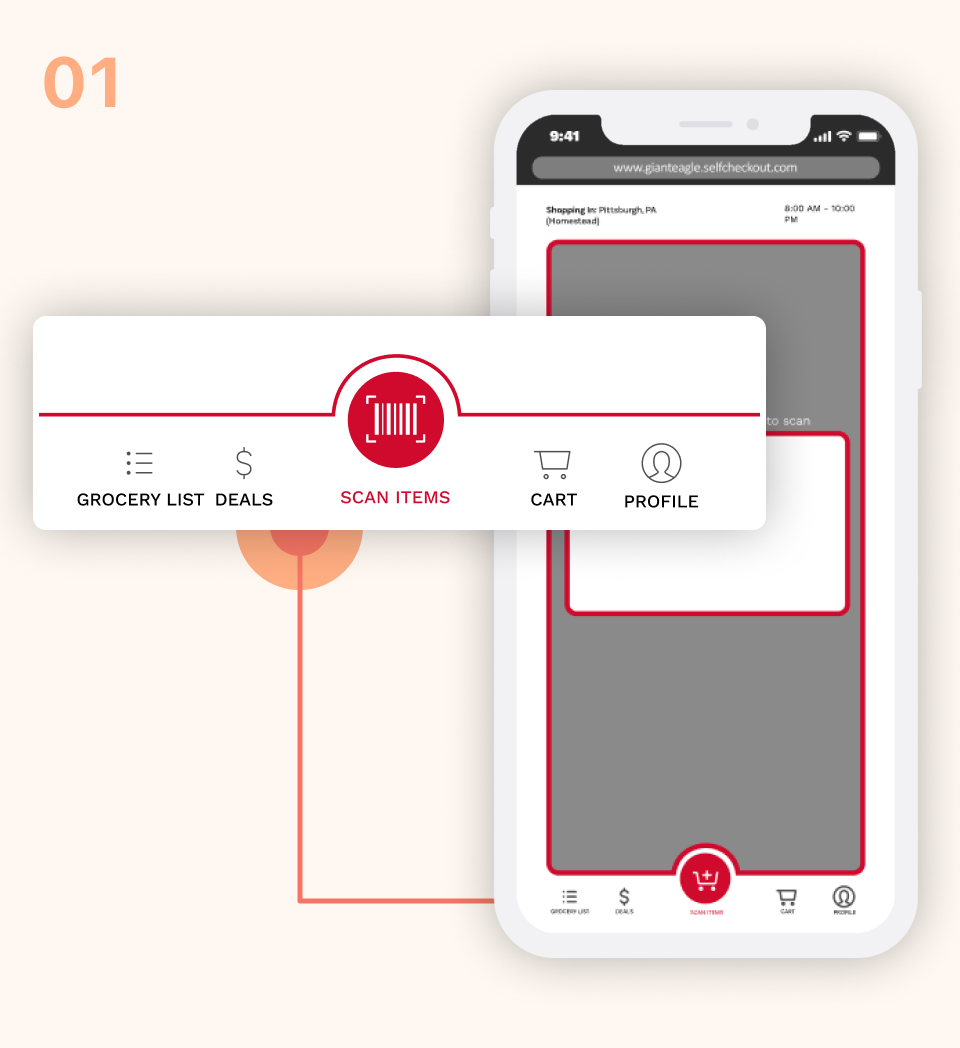 01
9:41
www.gianteagle.selfcheckout.com
Shopping In: Pittsburgh, PA
(Homestead)
8:00 AM - 10:00
PM
to scan
GROCERY LIST DEALS SCAN ITEMS CART PROFILE
GROCERY LIST DEALS SCAN ITEMS CART PROFILE